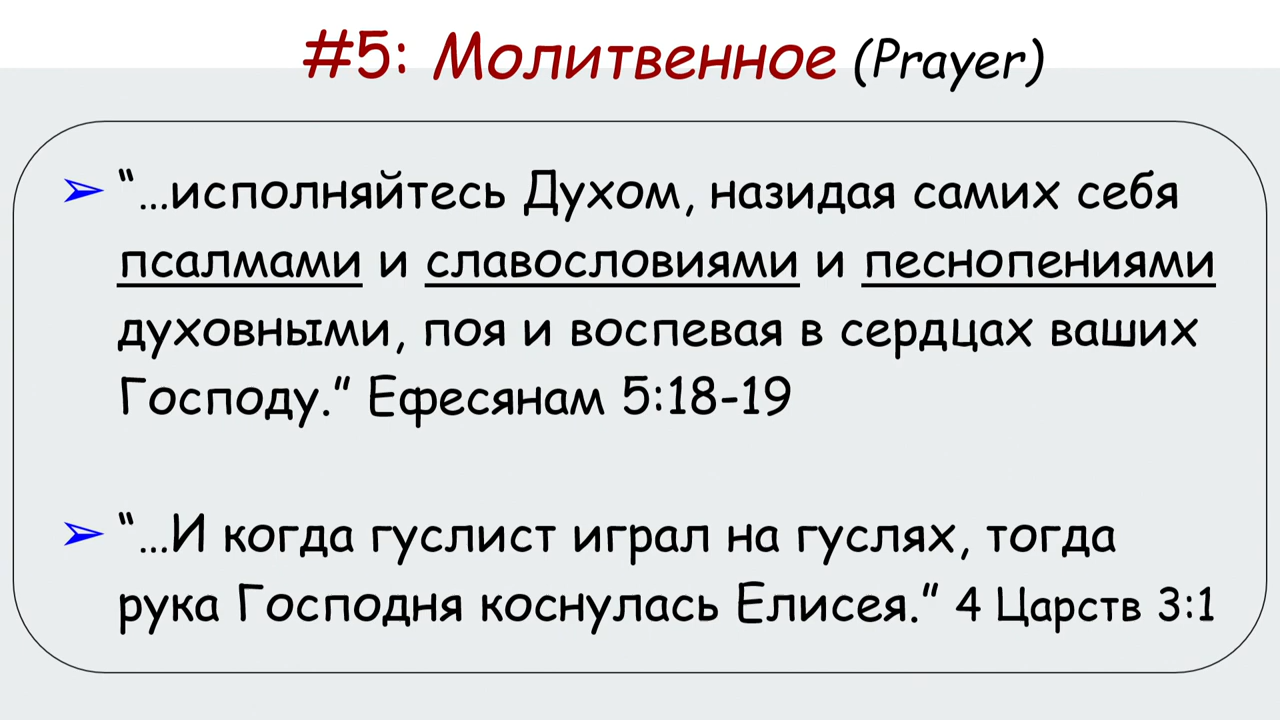 #5: Молитвенное (Prayer)
➢ “…исполняйтесь Духом, назидая самих себя
псалмами и славословиями и песнопениями
духовными, поя и воспевая в сердцах ваших
Господу.” Ефесянам 5:18-19
➢ “…И когда гуслист играл на гуслях, тогда
рука Господня коснулась Елисея.” 4 Царств 3:1